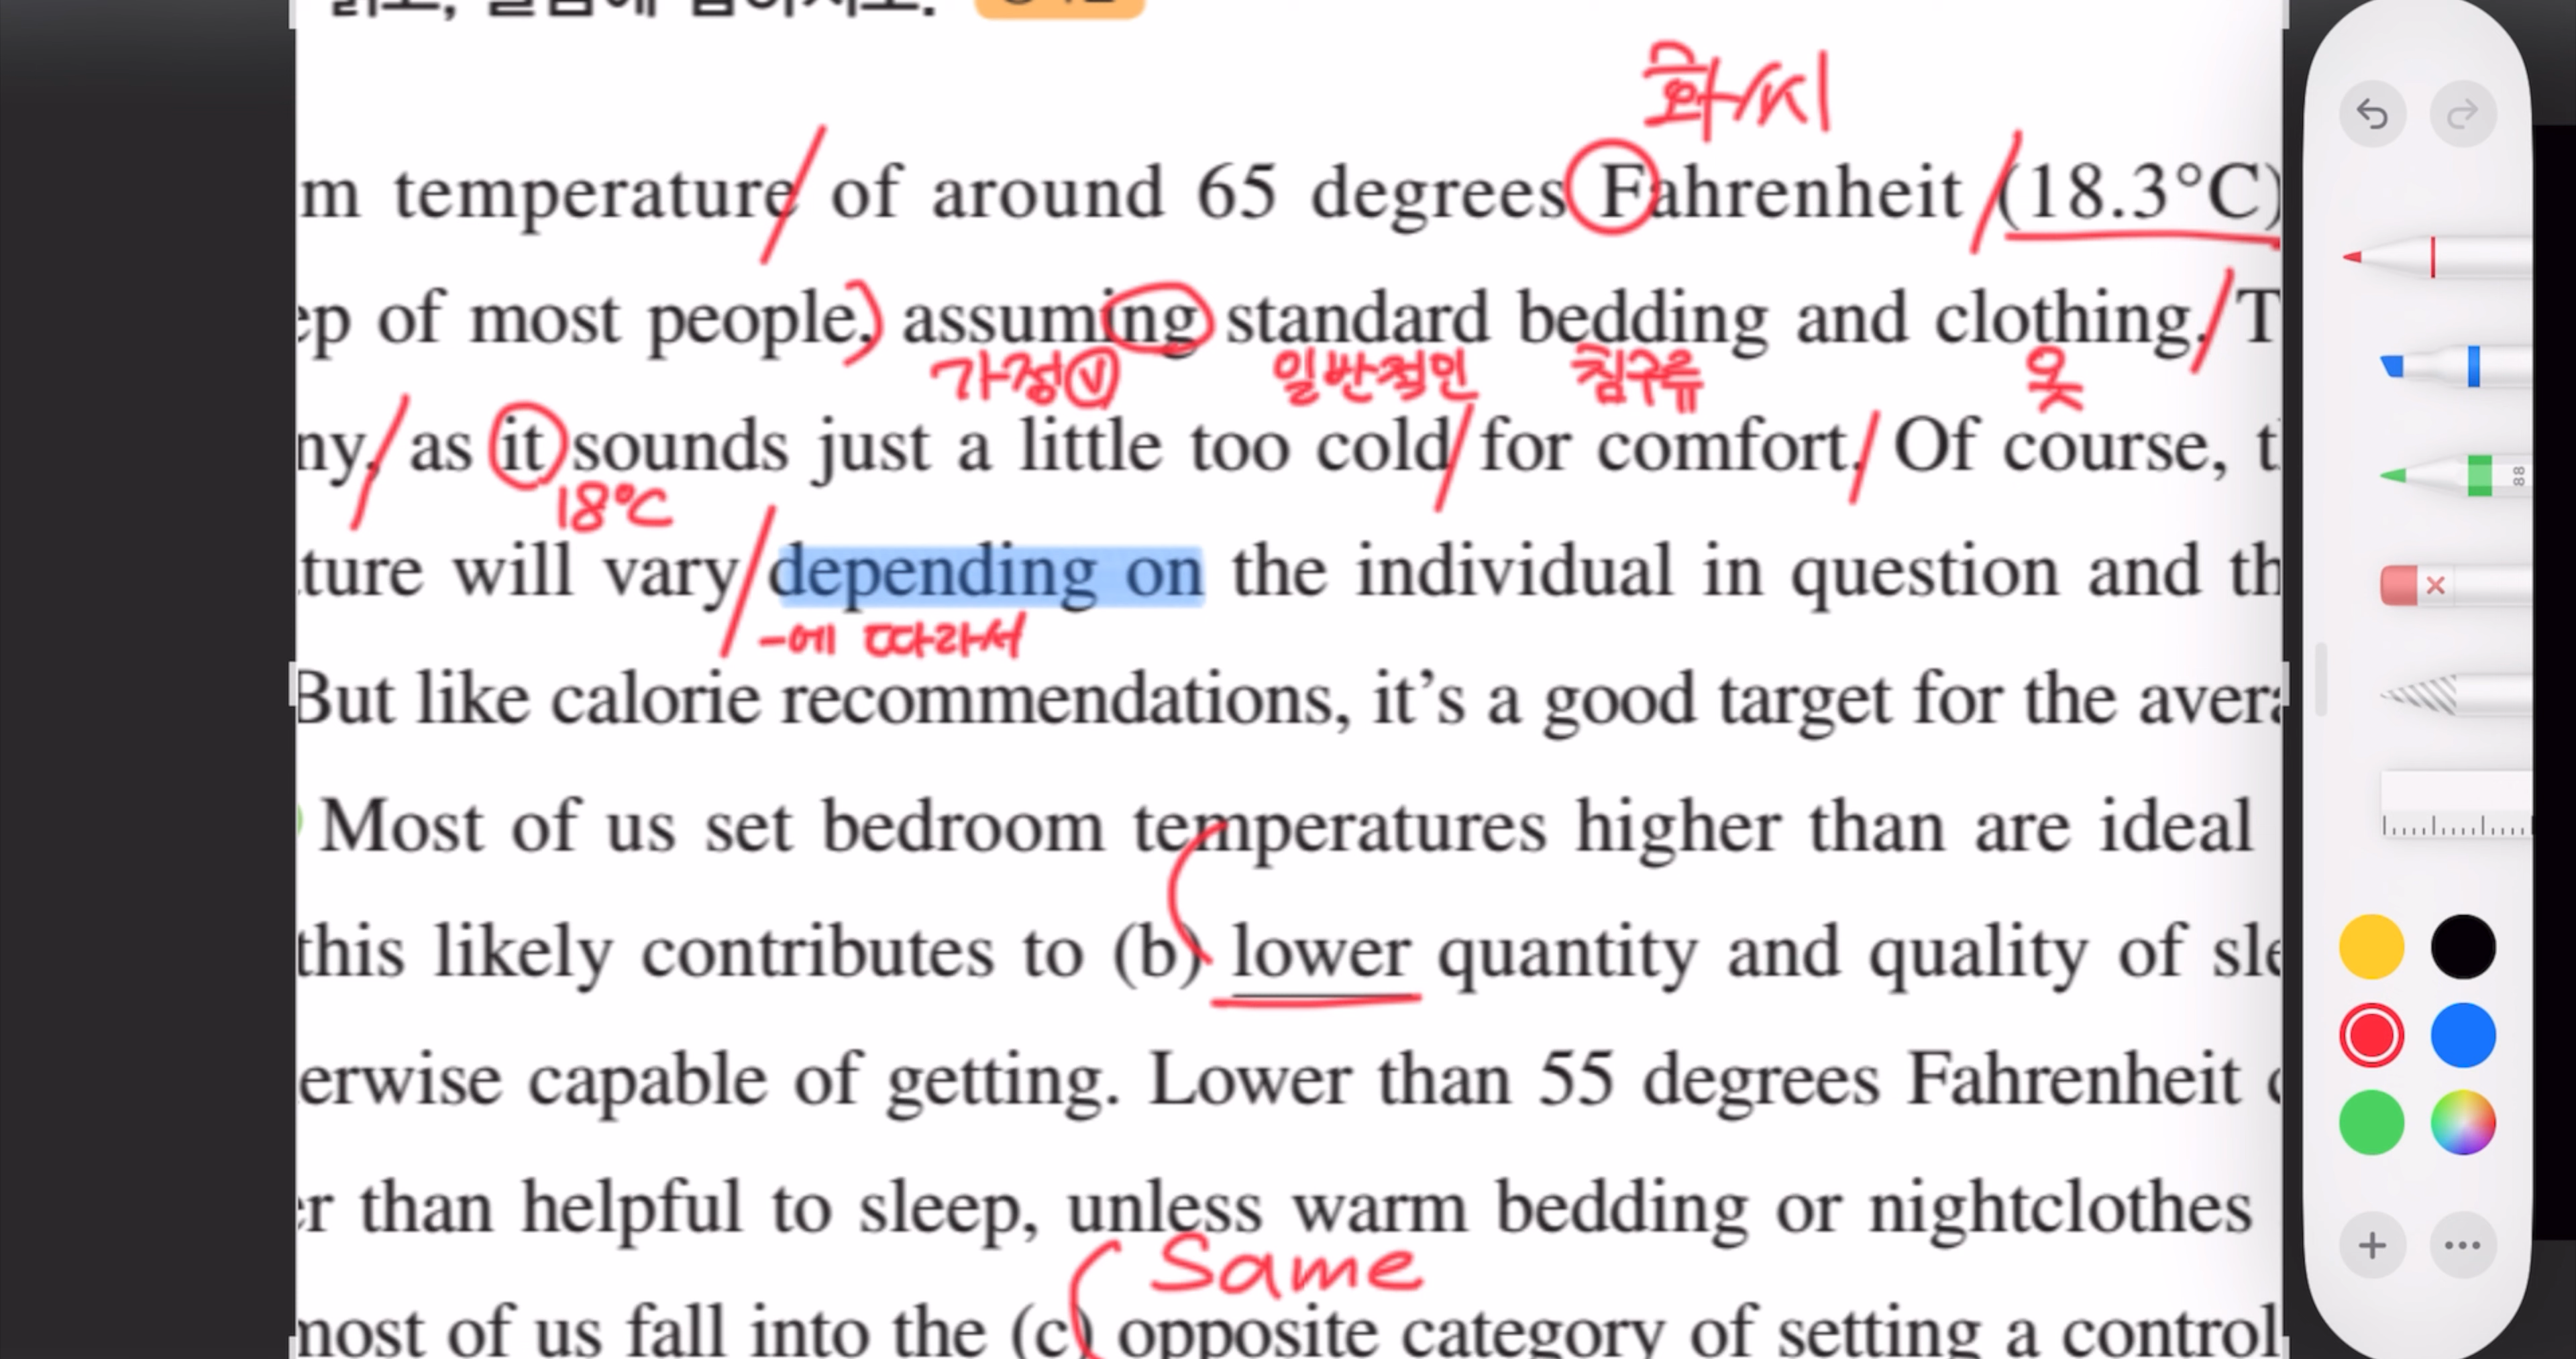 화씨
m temperature of around 65 degrees Fahrenheit (18.3°C)
ep of most people, assuming standard bedding and clothing. T
가정 ⓥ 일반적인 침구류 옷
ny, as it sounds just a little too cold for comfort. Of course, t
18°C
ture will vary depending on the individual in question and th
-에 따라서
But like calorie recommendations, it's a good target for the avera
Most of us set bedroom temperatures higher than are ideal
this likely contributes to (b) lower quantity and quality of sle
erwise capable of getting. Lower than 55 degrees Fahrenheit c
er than helpful to sleep, unless warm bedding or nightclothes
Same
most of us fall into the (c) opposite category of setting a control